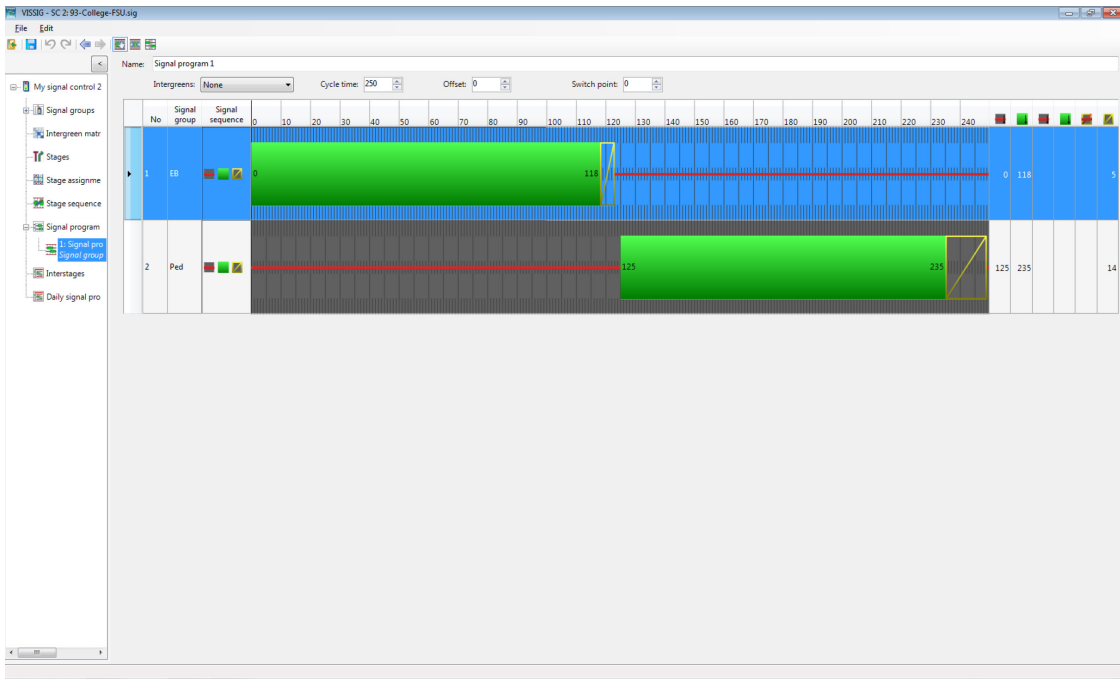 VISSIG - SC 2: 93-College-FSU.sig
File Edit
<
Name: Signal program 1
My signal control 2
Intergreens: None Cycle time: 250 Offset: 0 Switch point: 0
Signal groups
No Signal group Signal sequence 0 10 20 30 40 50 60 70 80 90 100 110 120 130 140 150 160 170 180 190 200 210 220 230 240
Intergreen matr
Stages
1 EB 0 118 0 118 5
Stage assignme
Stage sequence
Signal program
1: Signal pro
Signal group
2 Ped 125 235 125 235 14
Interstages
Daily signal pro